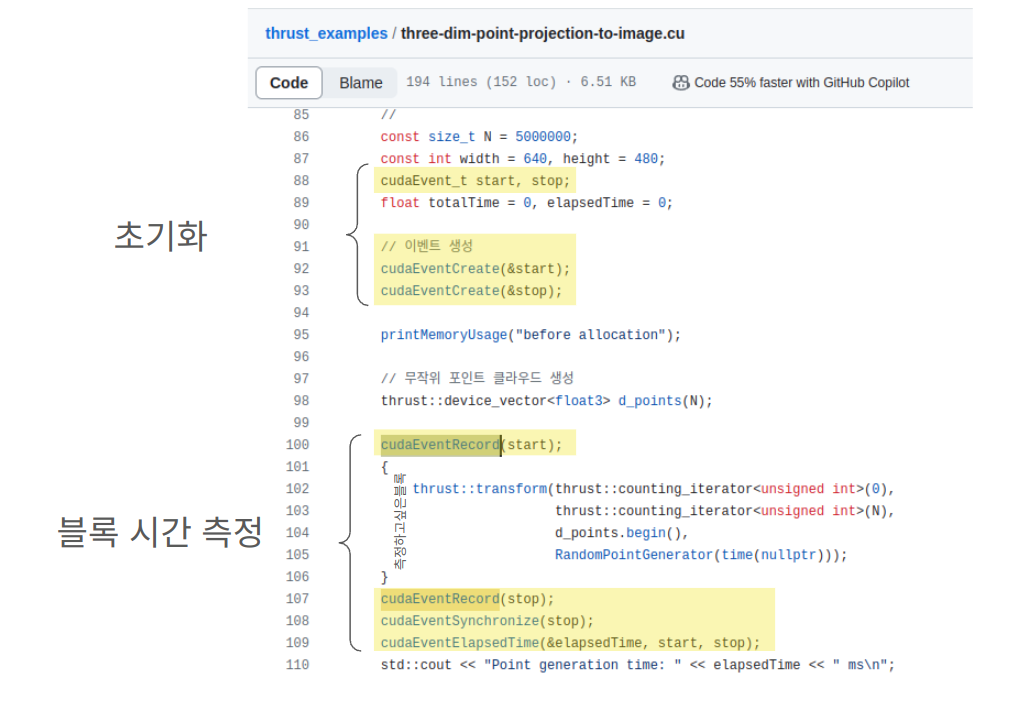 thrust_examples / three-dim-point-projection-to-image.cu
Code Blame 194 lines (152 loc) · 6.51 KB Code 55% faster with GitHub Copilot
85 //
86 const size_t N = 5000000;
87 const int width = 640, height = 480;
88 cudaEvent_t start, stop;
89 float totalTime = 0, elapsedTime = 0;
90
초기화
91 // 이벤트 생성
92 cudaEventCreate(&start);
93 cudaEventCreate(&stop);
94
95 printMemoryUsage("before allocation");
96
97 // 무작위 포인트 클라우드 생성
98 thrust::device_vector<float3> d_points(N);
99
100 cudaEventRecord(start);
101 {
102 thrust::transform(thrust::counting_iterator<unsigned int>(0),
103 thrust::counting_iterator<unsigned int>(N),
블록 시간 측정
측정하고싶은블록
104 d_points.begin(),
105 RandomPointGenerator(time(nullptr)));
106 }
107 cudaEventRecord(stop);
108 cudaEventSynchronize(stop);
109 cudaEventElapsedTime(&elapsedTime, start, stop);
110 std::cout << "Point generation time: " << elapsedTime << " ms\n";